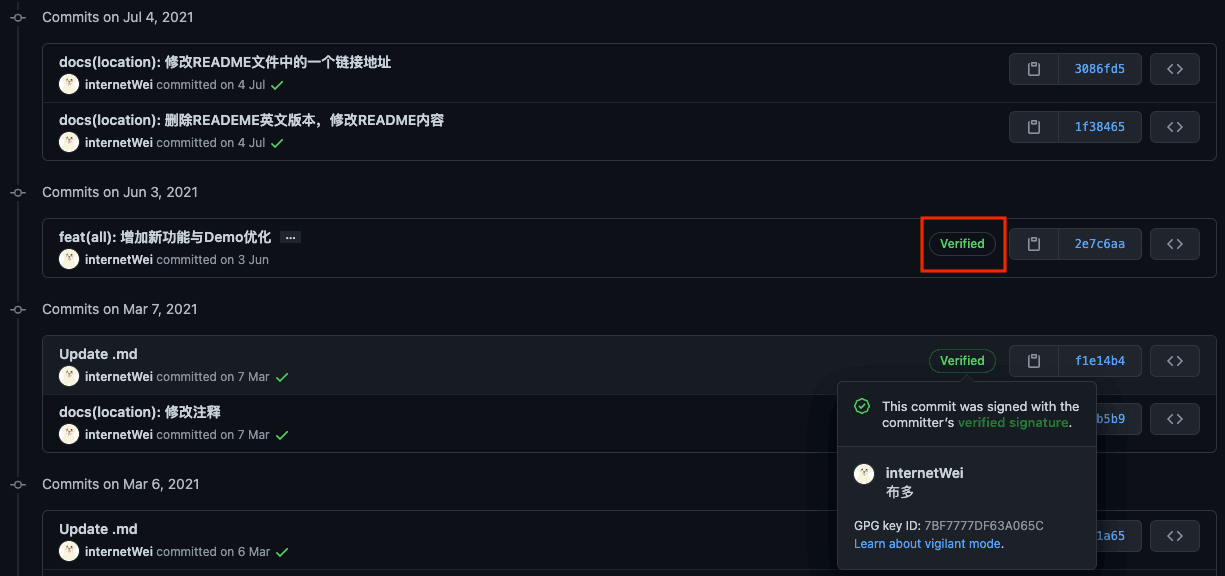 Commits on Jul 4, 2021
docs(location): 修改README文件中的一个链接地址
internetWei committed on 4 Jul
3086fd5
docs(location): 删除READEME英文版本，修改README内容
internetWei committed on 4 Jul
1f38465
Commits on Jun 3, 2021
feat(all): 增加新功能与Demo优化 …
internetWei committed on 3 Jun
Verified
2e7c6aa
Commits on Mar 7, 2021
Update .md
internetWei committed on 7 Mar
Verified
f1e14b4
docs(location): 修改注释
internetWei committed on 7 Mar
b5b9
This commit was signed with the
committer's verified signature.
internetWei
布多
GPG key ID: 7BF7777DF63A065C
Learn about vigilant mode.
Commits on Mar 6, 2021
Update .md
internetWei committed on 6 Mar
1a65